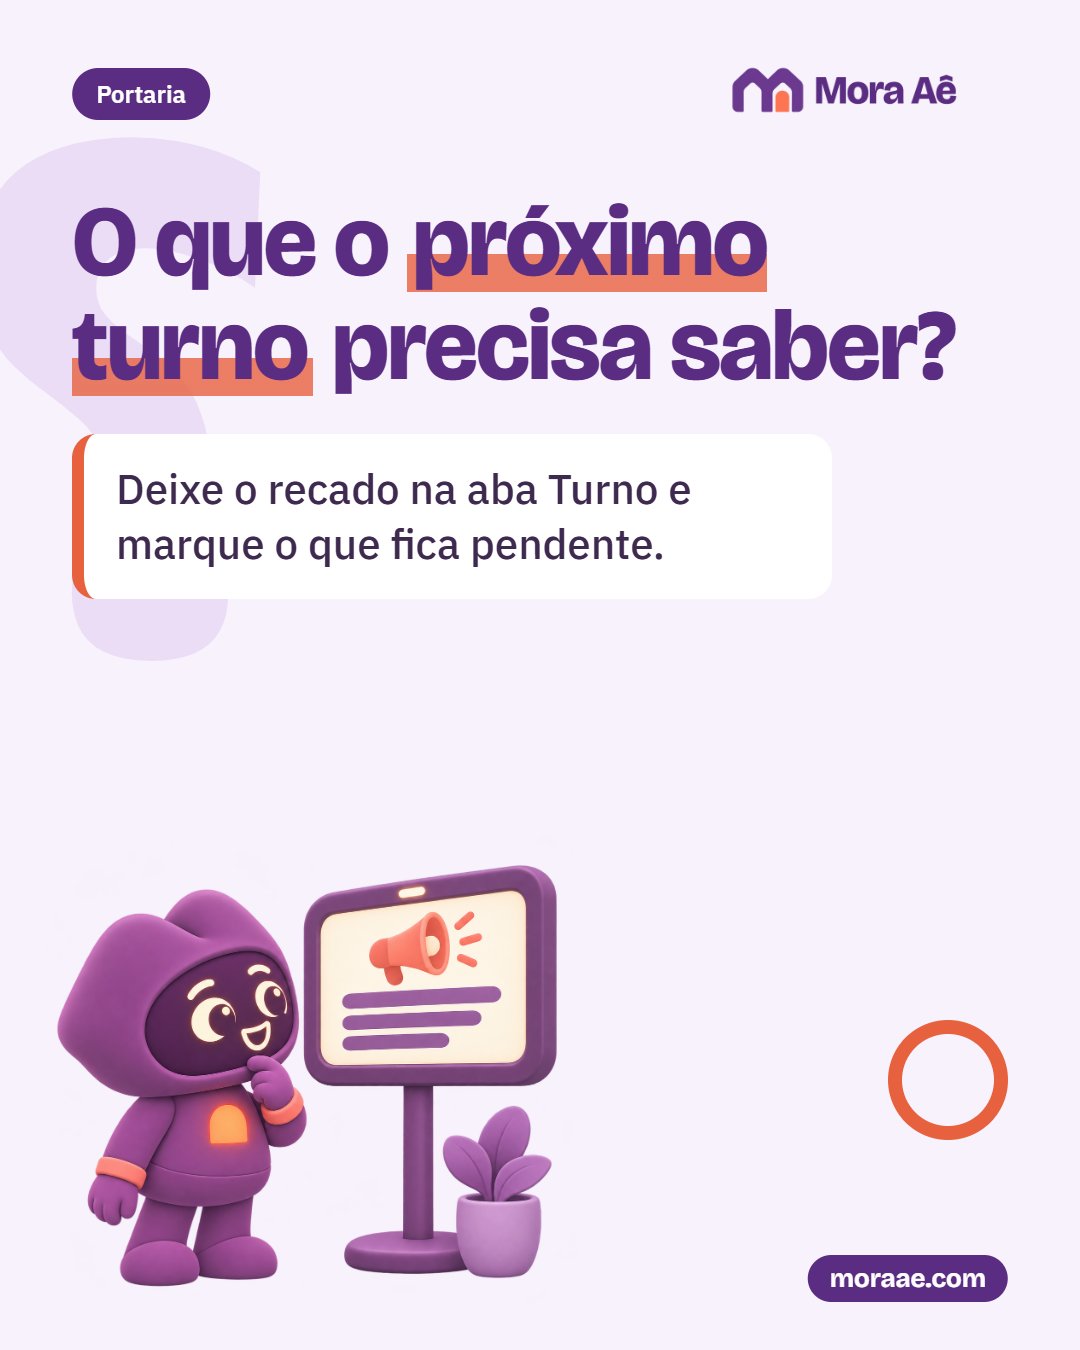 Portaria
Mora Aê
O que o próximo
turno precisa saber?
Deixe o recado na aba Turno e
marque o que fica pendente.
moraae.com